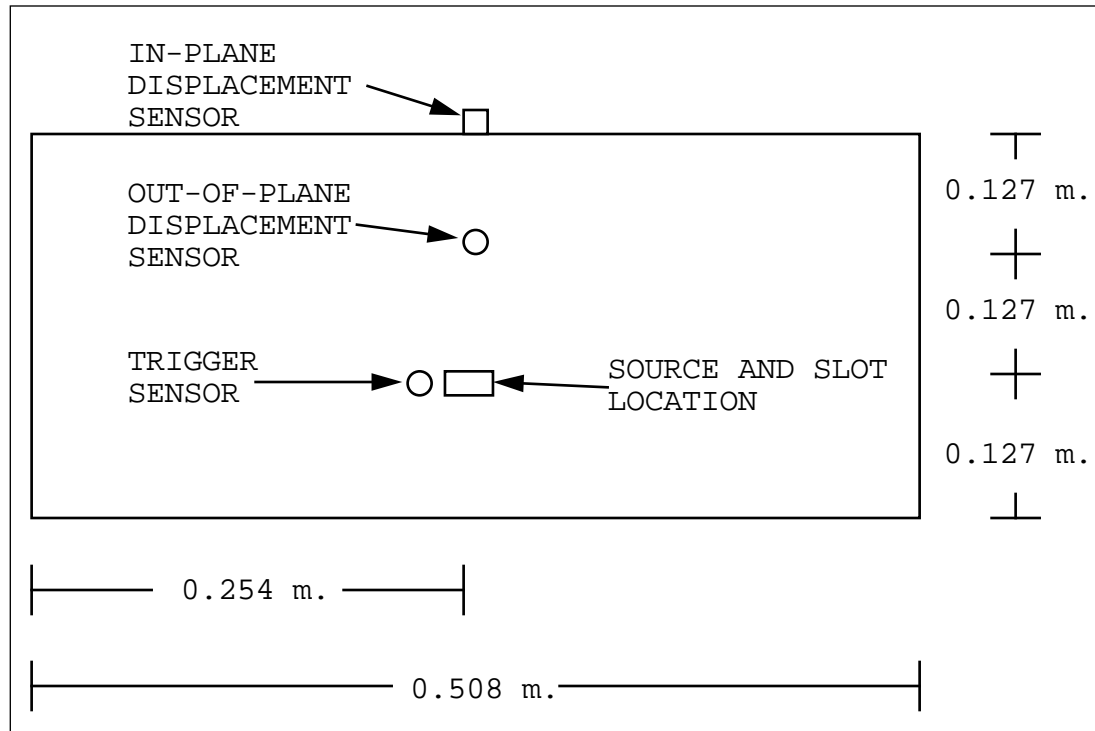 IN-PLANE
DISPLACEMENT
SENSOR
OUT-OF-PLANE
DISPLACEMENT
SENSOR
TRIGGER
SENSOR
SOURCE AND SLOT
LOCATION
0.127 m.
0.127 m.
0.127 m.
0.254 m.
0.508 m.